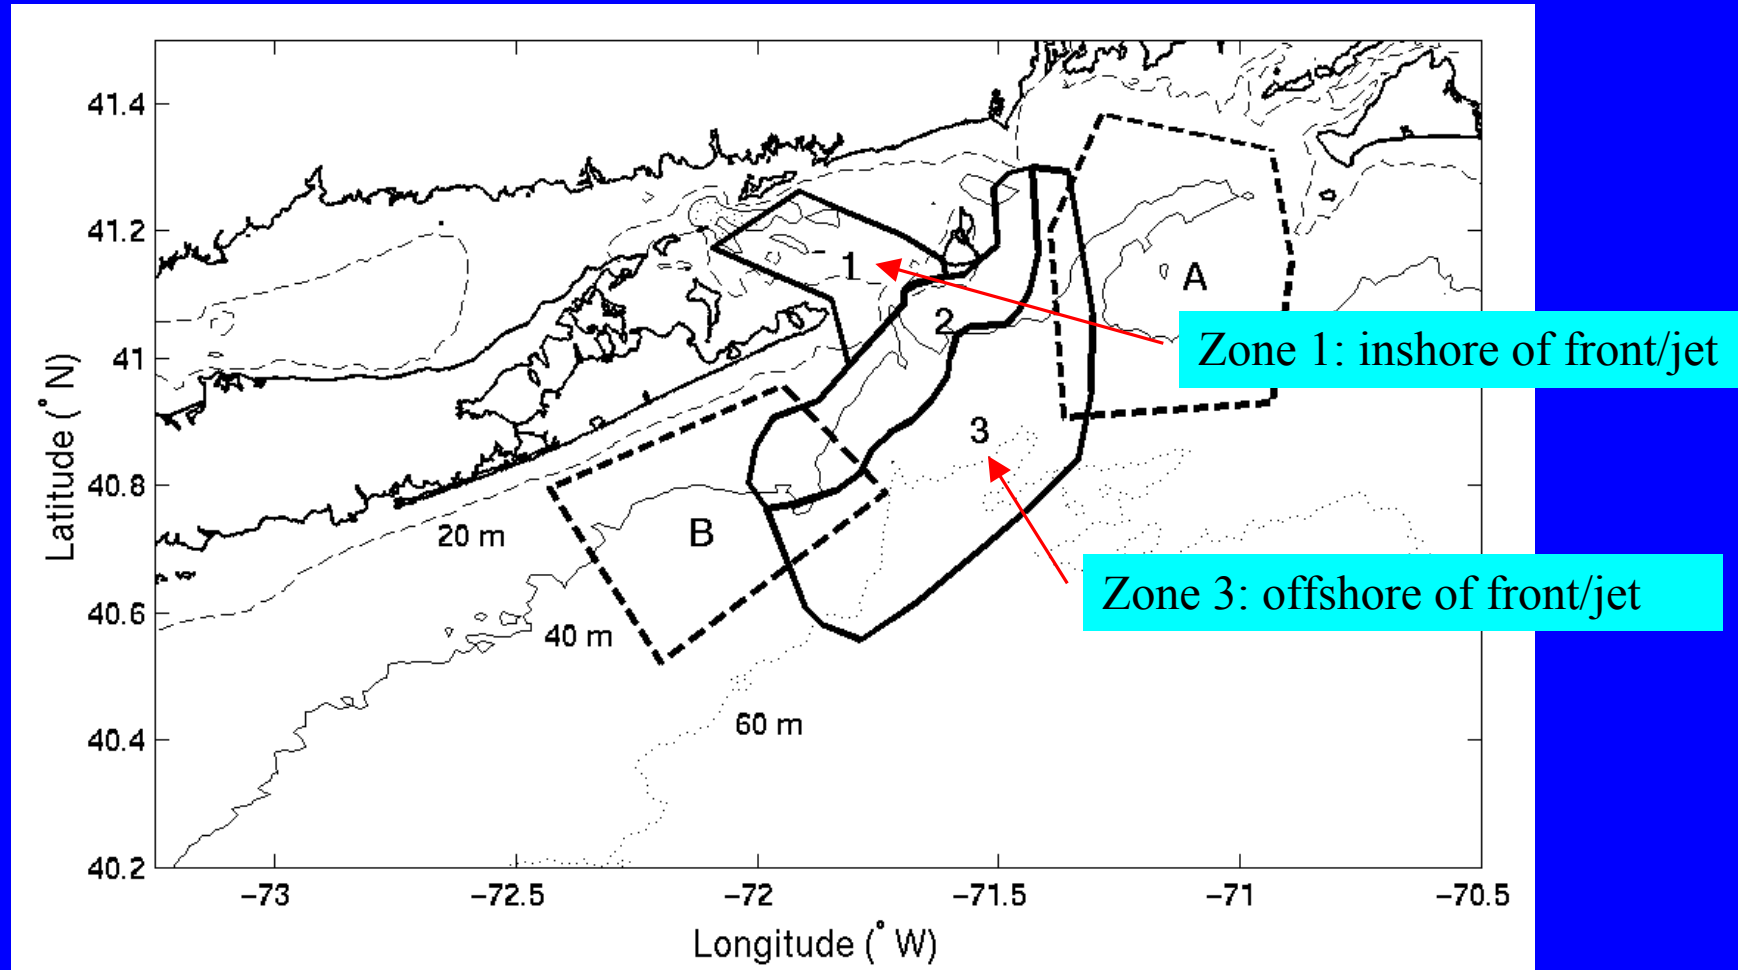 41.4
41.2
41
40.8
40.6
40.4
40.2
Latitude (° N)
1
2
3
A
B
Zone 1: inshore of front/jet
Zone 3: offshore of front/jet
20 m
40 m
60 m
−73
−72.5
−72
−71.5
−71
−70.5
Longitude (° W)